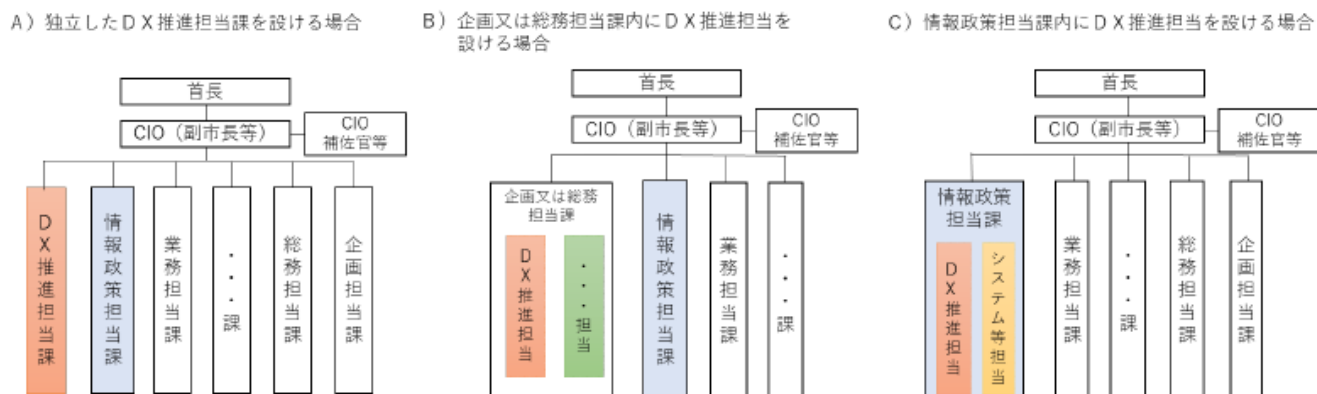 A）独立したＤＸ推進担当課を設ける場合
首長
CIO（副市長等）
CIO
補佐官等
DX推進担当課
情報政策担当課
業務担当課
・・・課
総務担当課
企画担当課
B）企画又は総務担当課内にＤＸ推進担当を
設ける場合
首長
CIO（副市長等）
CIO
補佐官等
企画又は総務
担当課
DX推進担当
・・・担当
情報政策担当課
業務担当課
・・・課
C）情報政策担当課内にＤＸ推進担当を設ける場合
首長
CIO（副市長等）
CIO
補佐官等
情報政策
担当課
DX推進担当
システム等担当
業務担当課
・・・課
総務担当課
企画担当課